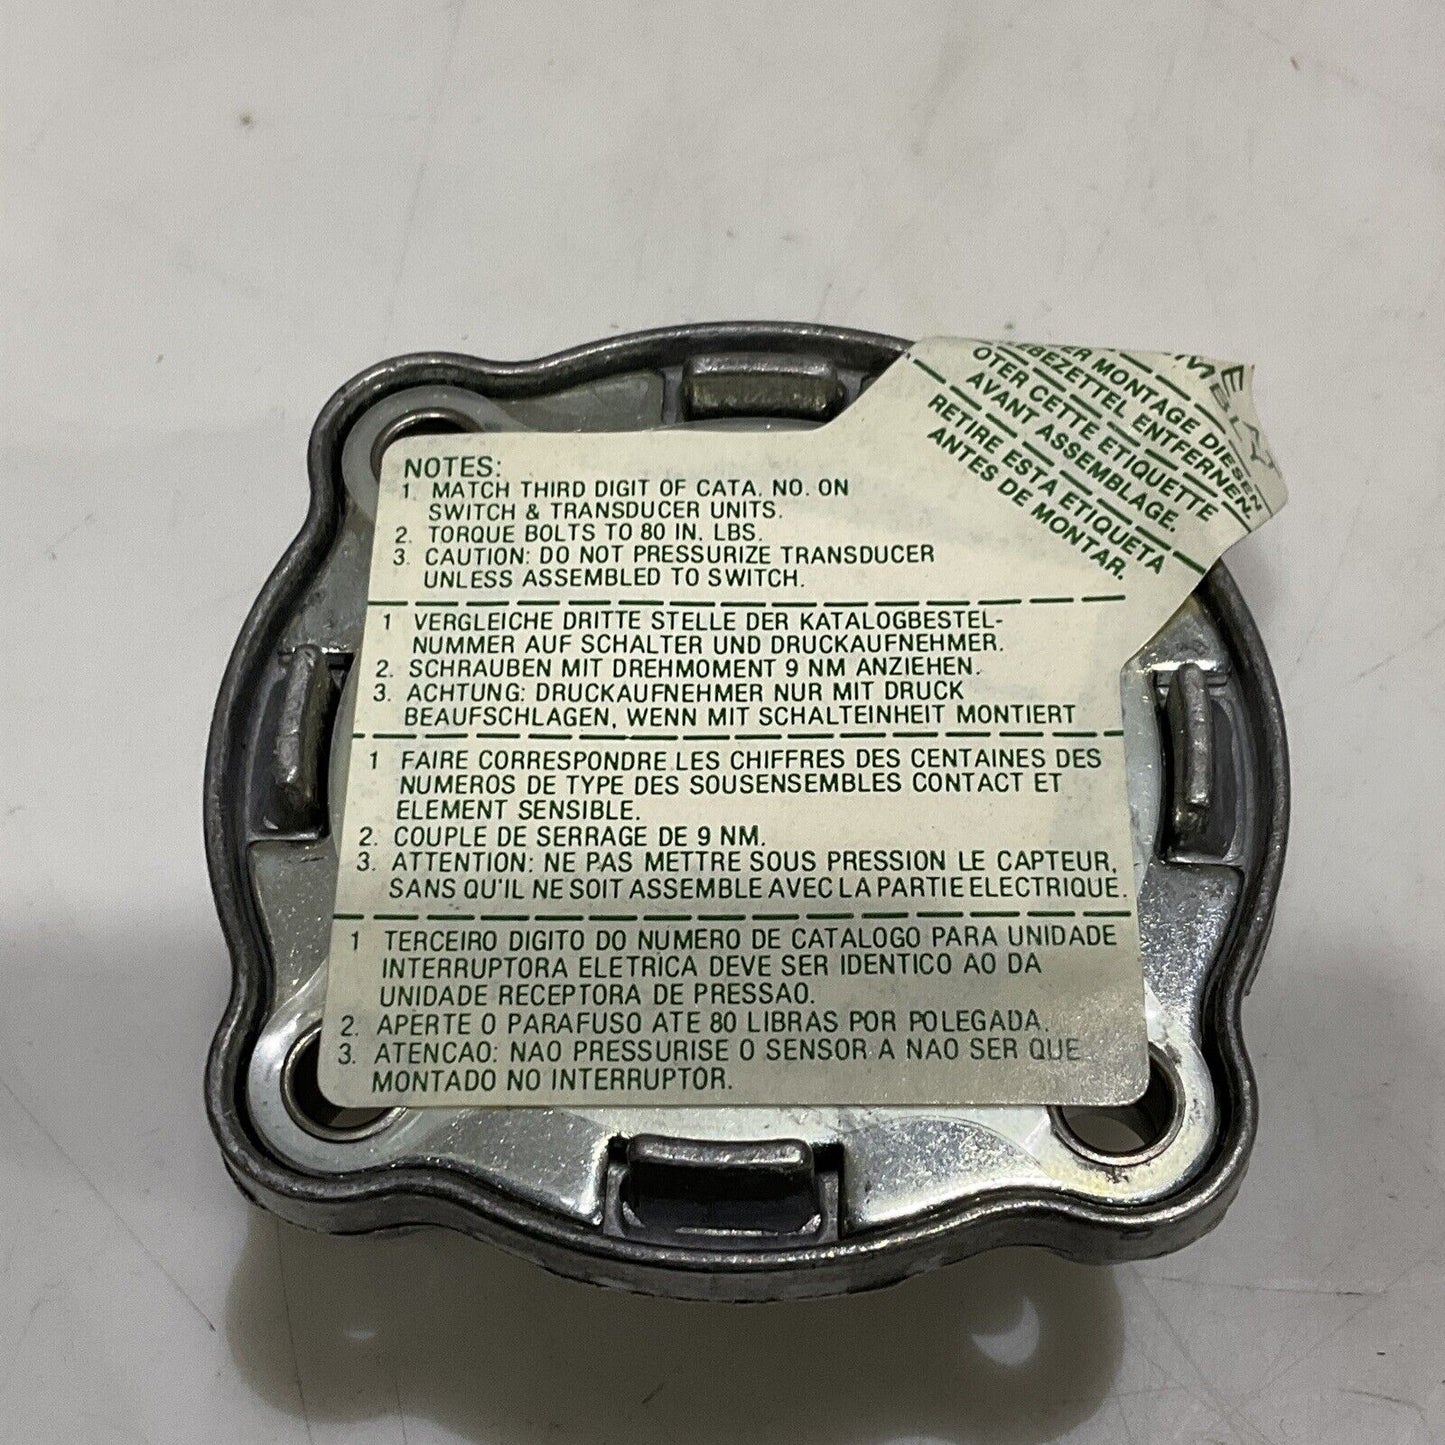 NOTES:
1. MATCH THIRD DIGIT OF CATA. NO. ON
SWITCH & TRANSDUCER UNITS.
2. TORQUE BOLTS TO 80 IN. LBS.
3. CAUTION: DO NOT PRESSURIZE TRANSDUCER
UNLESS ASSEMBLED TO SWITCH.
1 VERGLEICHE DRITTE STELLE DER KATALOGBESTEL-
NUMMER AUF SCHALTER UND DRUCKAUFNEHMER.
2. SCHRAUBEN MIT DREHMOMENT 9 NM ANZIEHEN.
3. ACHTUNG: DRUCKAUFNEHMER NUR MIT DRUCK
BEAUFSCHLAGEN, WENN MIT SCHALTEINHEIT MONTIERT
1 FAIRE CORRESPONDRE LES CHIFFRES DES CENTAINES DES
NUMEROS DE TYPE DES SOUSENSEMBLES CONTACT ET
ELEMENT SENSIBLE.
2. COUPLE DE SERRAGE DE 9 NM.
3. ATTENTION: NE PAS METTRE SOUS PRESSION LE CAPTEUR,
SANS QU'IL NE SOIT ASSEMBLE AVEC LA PARTIE ELECTRIQUE.
1 TERCEIRO DIGITO DO NUMERO DE CATALOGO PARA UNIDADE
INTERRUPTORA ELETRICA DEVE SER IDENTICO AO DA
UNIDADE RECEPTORA DE PRESSAO.
2. APERTE O PARAFUSO ATE 80 LIBRAS POR POLEGADA.
3. ATENCAO: NAO PRESSURISE O SENSOR A NAO SER QUE
MONTADO NO INTERRUPTOR.
MONTAGE DIESEN
ENTFERNEN.
OTER CETTE ETIQUETTE
AVANT ASSEMBLAGE.
RETIRE ESTA ETIQUETA
ANTES DE MONTAR.